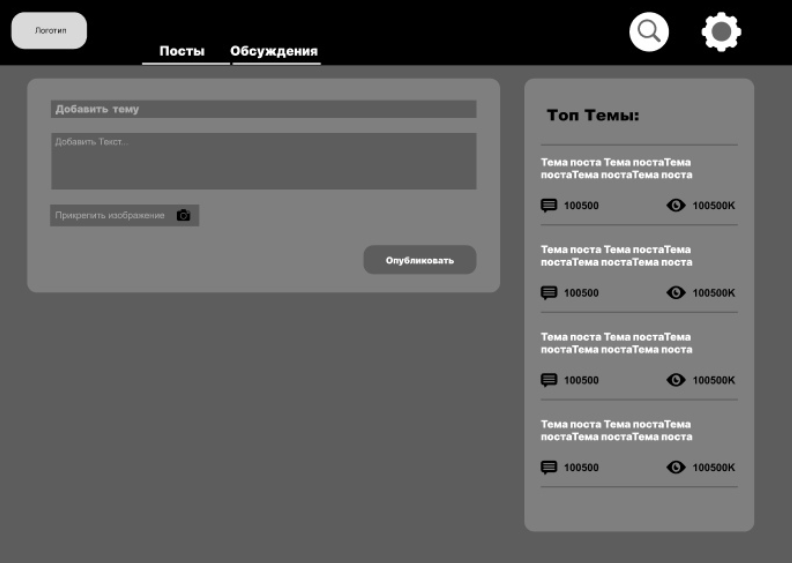 Логотип
Посты
Обсуждения
Добавить тему
Добавить Текст...
Прикрепить изображение
Опубликовать
Топ Темы:
Тема поста Тема постаТема
постаТема постаТема поста
100500
100500K
Тема поста Тема постаТема
постаТема постаТема поста
100500
100500K
Тема поста Тема постаТема
постаТема постаТема поста
100500
100500K
Тема поста Тема постаТема
постаТема постаТема поста
100500
100500K